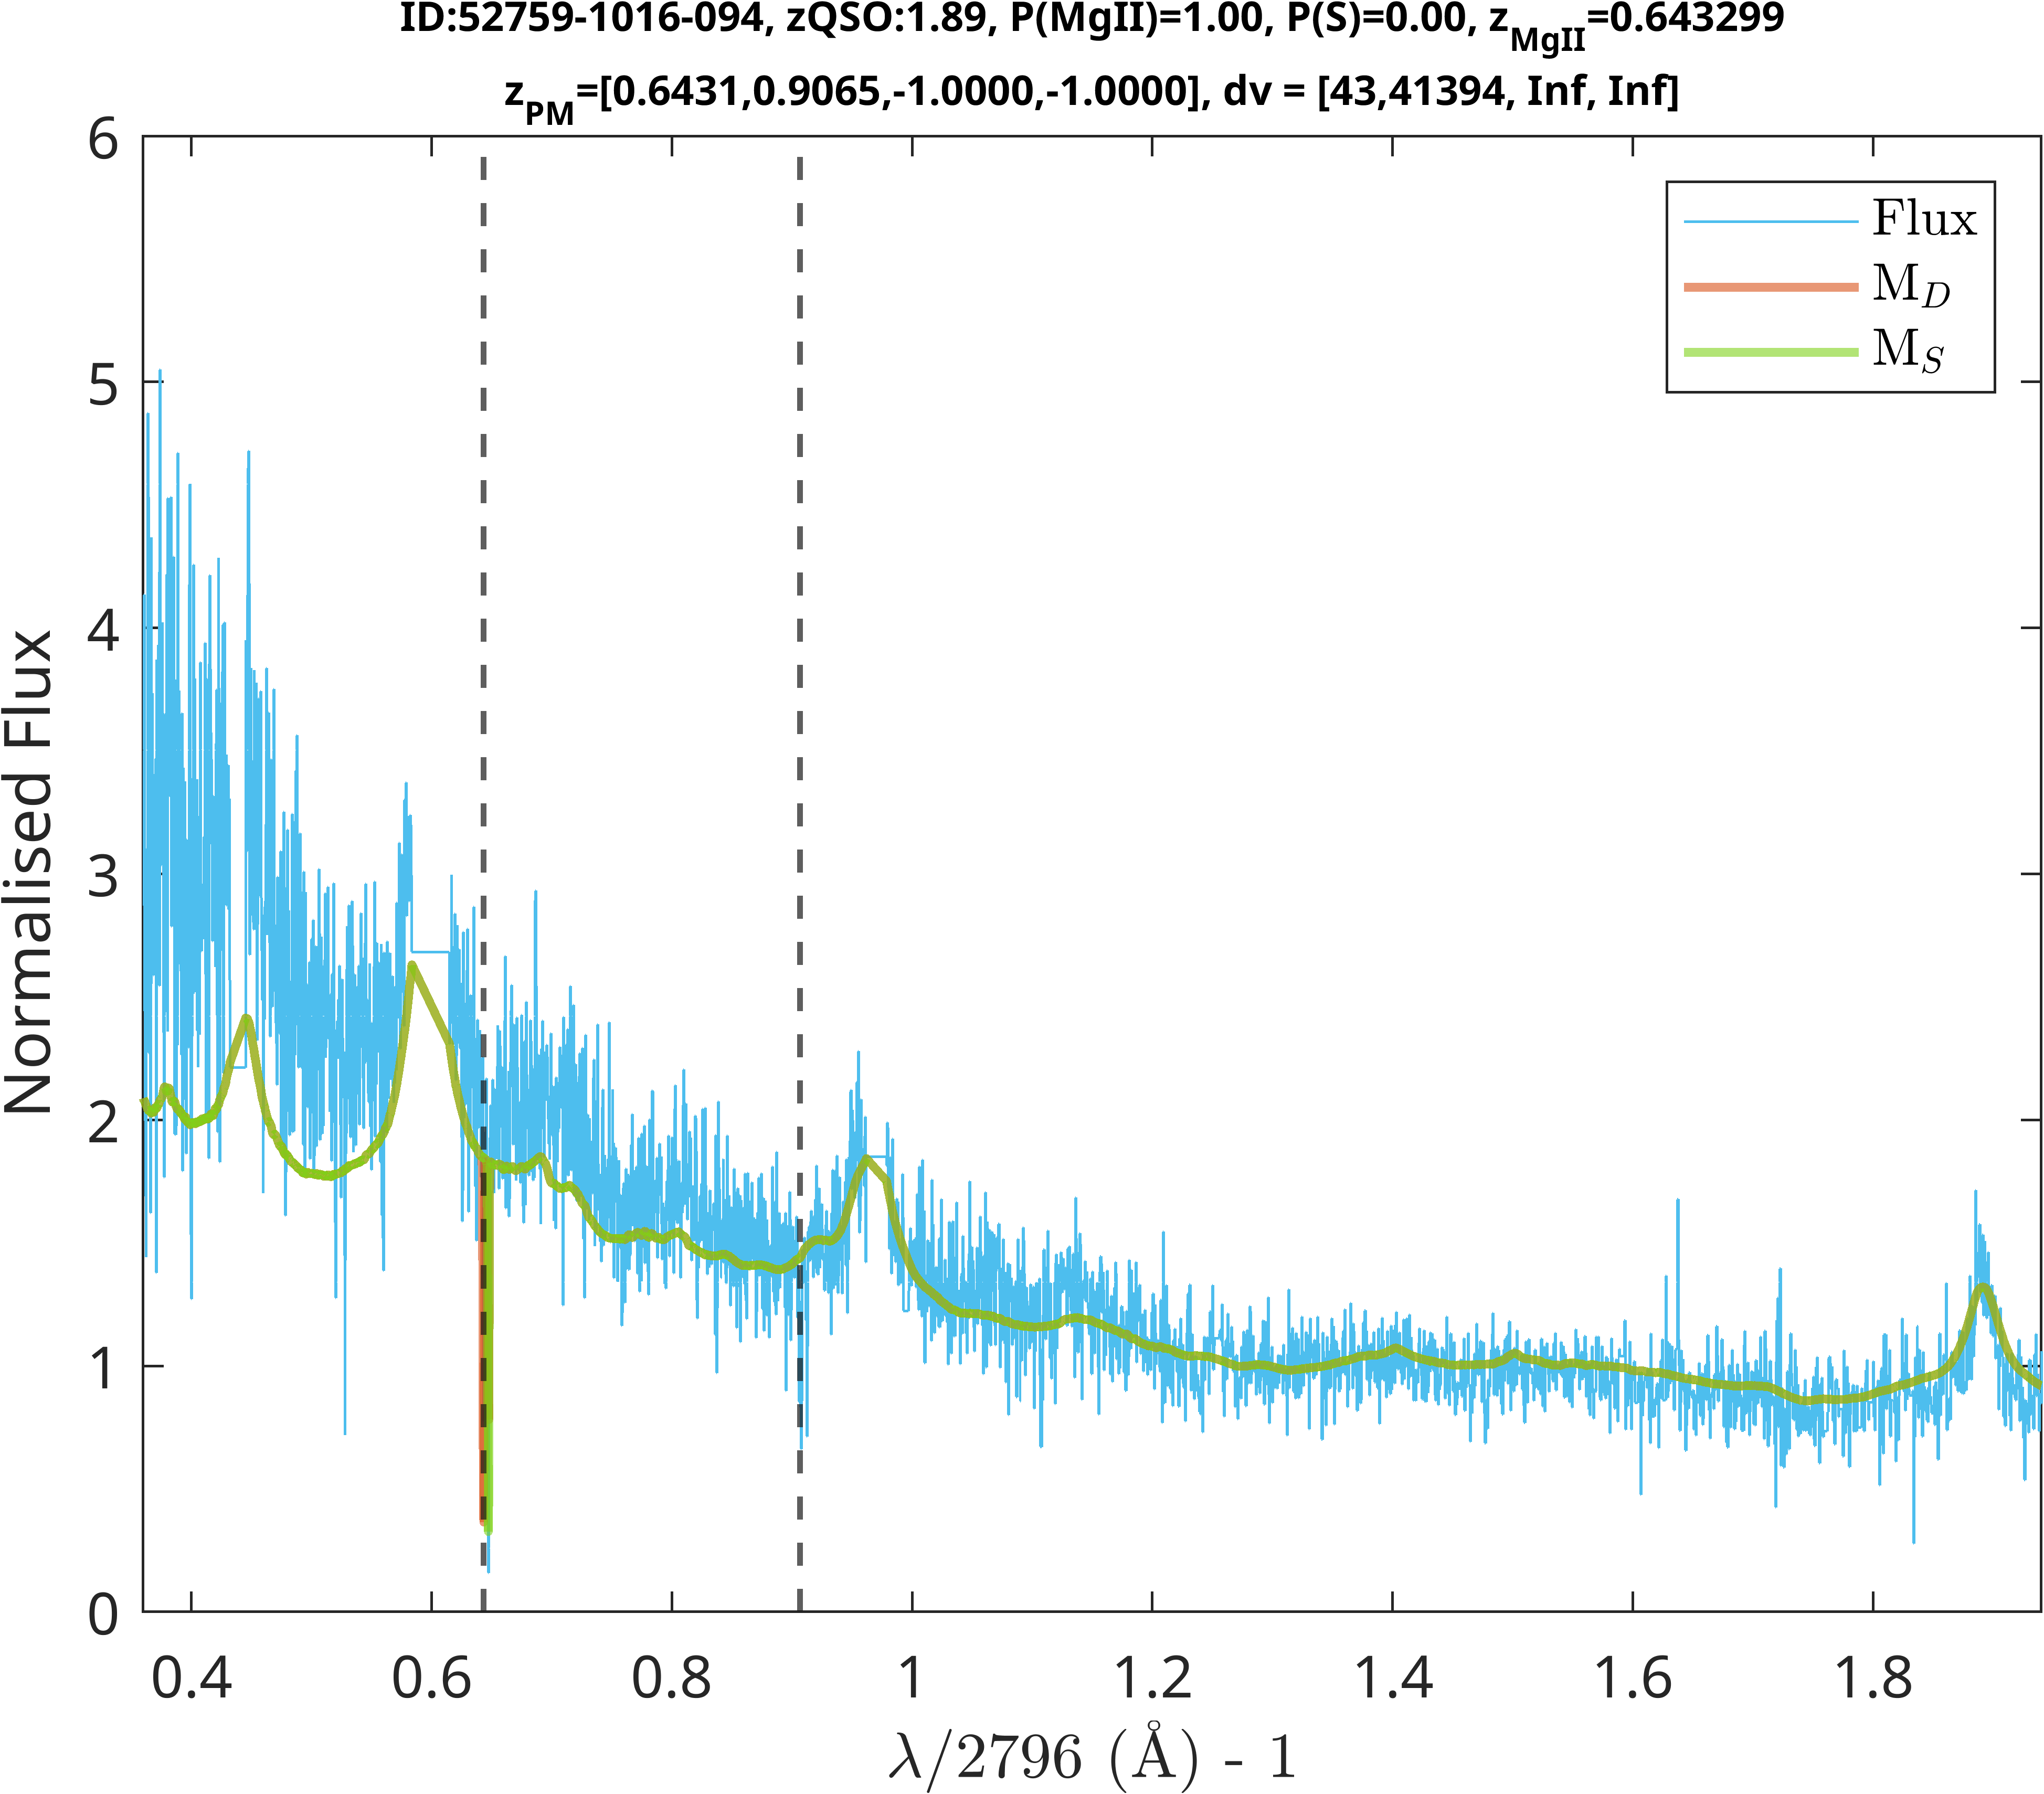 ID:52759-1016-094, zQSO:1.89, P(MgII)=1.00, P(S)=0.00, zMgII=0.643299
zPM=[0.6431,0.9065,-1.0000,-1.0000], dv = [43,41394, Inf, Inf]
6
5
4
3
2
1
0
Normalised Flux
Flux
MD
MS
0.4 0.6 0.8 1 1.2 1.4 1.6 1.8
λ/2796 (Å) - 1